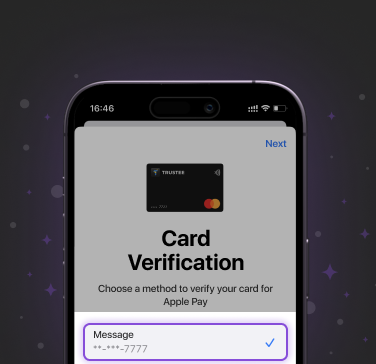 16:46
Next
TRUSTEE
Card
Verification
Choose a method to verify your card for
Apple Pay
Message
**-***-7777